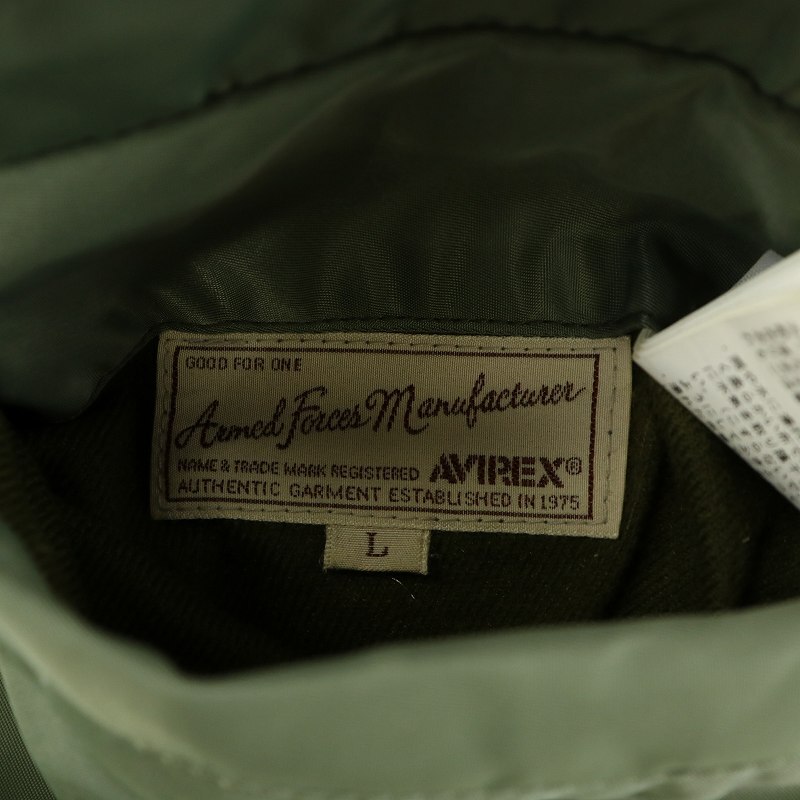 GOOD FOR ONE
Armed Forces Manufacturer
NAME & TRADE MARK REGISTERED AVIREX®
AUTHENTIC GARMENT ESTABLISHED IN 1975
L